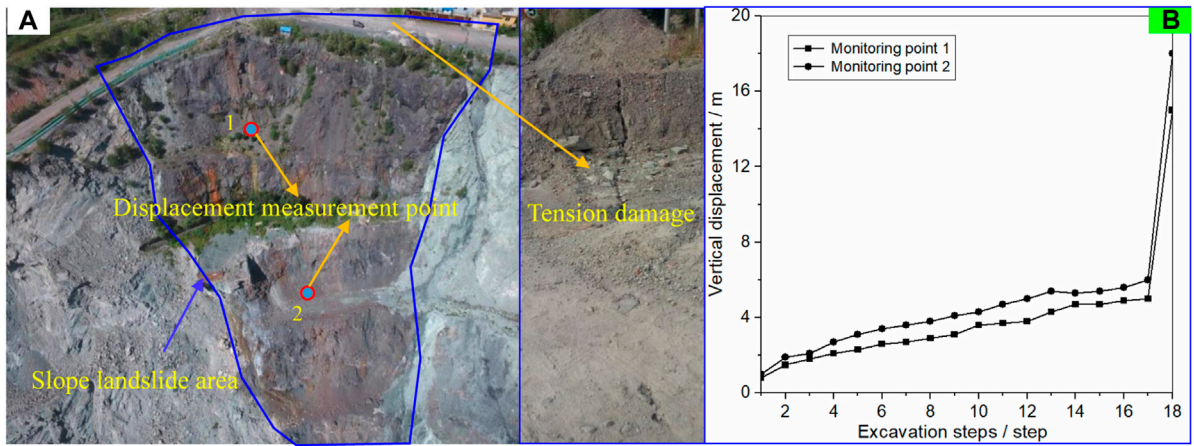 A
1
Displacement measurement point
2
Slope landslide area
Tension damage
B
Monitoring point 1
Monitoring point 2
Vertical displacement / m
20
16
12
8
4
0
2 4 6 8 10 12 14 16 18
Excavation steps / step